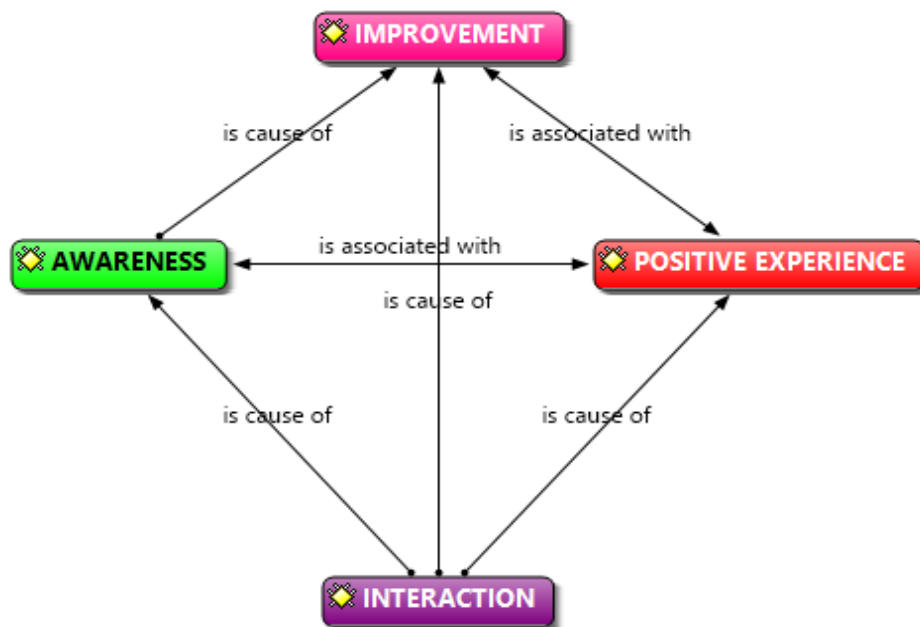 IMPROVEMENT
is cause of
is associated with
is associated with
AWARENESS
POSITIVE EXPERIENCE
is cause of
is cause of
is cause of
INTERACTION